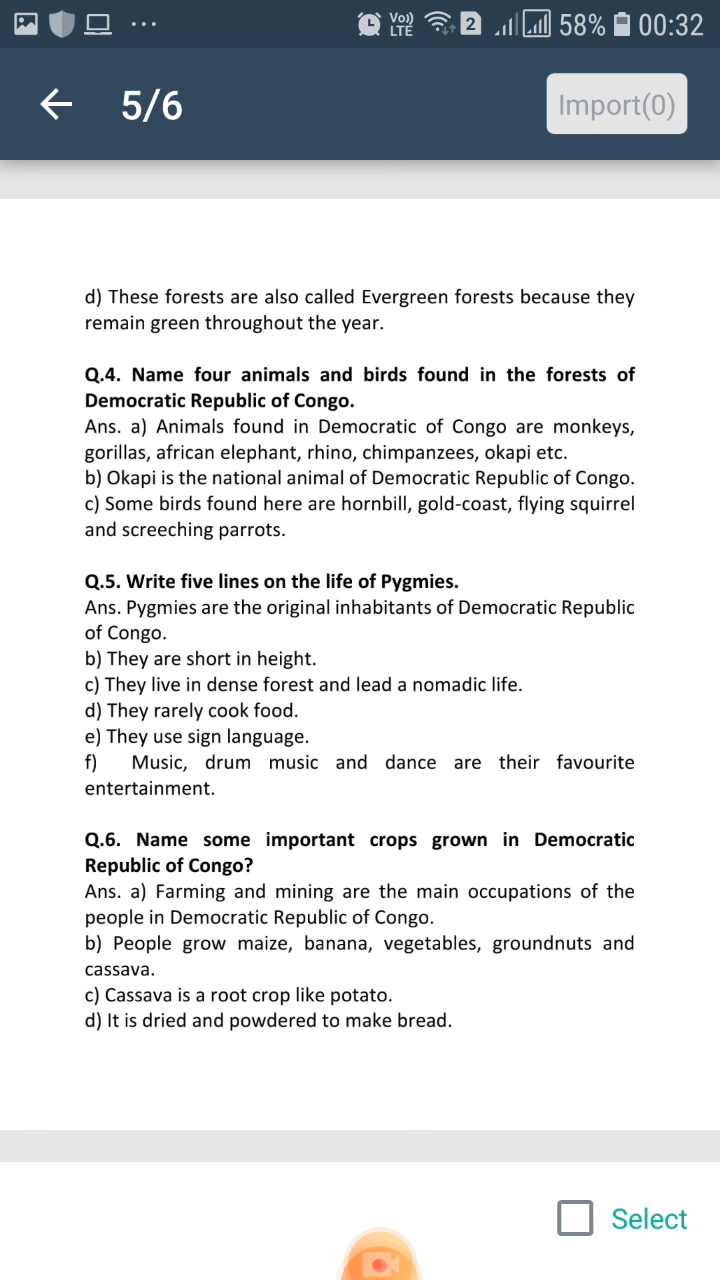 Vo))
LTE
2
58%
00:32
5/6
Import(0)
d) These forests are also called Evergreen forests because they
remain green throughout the year.
Q.4. Name four animals and birds found in the forests of
Democratic Republic of Congo.
Ans. a) Animals found in Democratic of Congo are monkeys,
gorillas, african elephant, rhino, chimpanzees, okapi etc.
b) Okapi is the national animal of Democratic Republic of Congo.
c) Some birds found here are hornbill, gold-coast, flying squirrel
and screeching parrots.
Q.5. Write five lines on the life of Pygmies.
Ans. Pygmies are the original inhabitants of Democratic Republic
of Congo.
b) They are short in height.
c) They live in dense forest and lead a nomadic life.
d) They rarely cook food.
e) They use sign language.
f) Music, drum music and dance are their favourite
entertainment.
Q.6. Name some important crops grown in Democratic
Republic of Congo?
Ans. a) Farming and mining are the main occupations of the
people in Democratic Republic of Congo.
b) People grow maize, banana, vegetables, groundnuts and
cassava.
c) Cassava is a root crop like potato.
d) It is dried and powdered to make bread.
Select